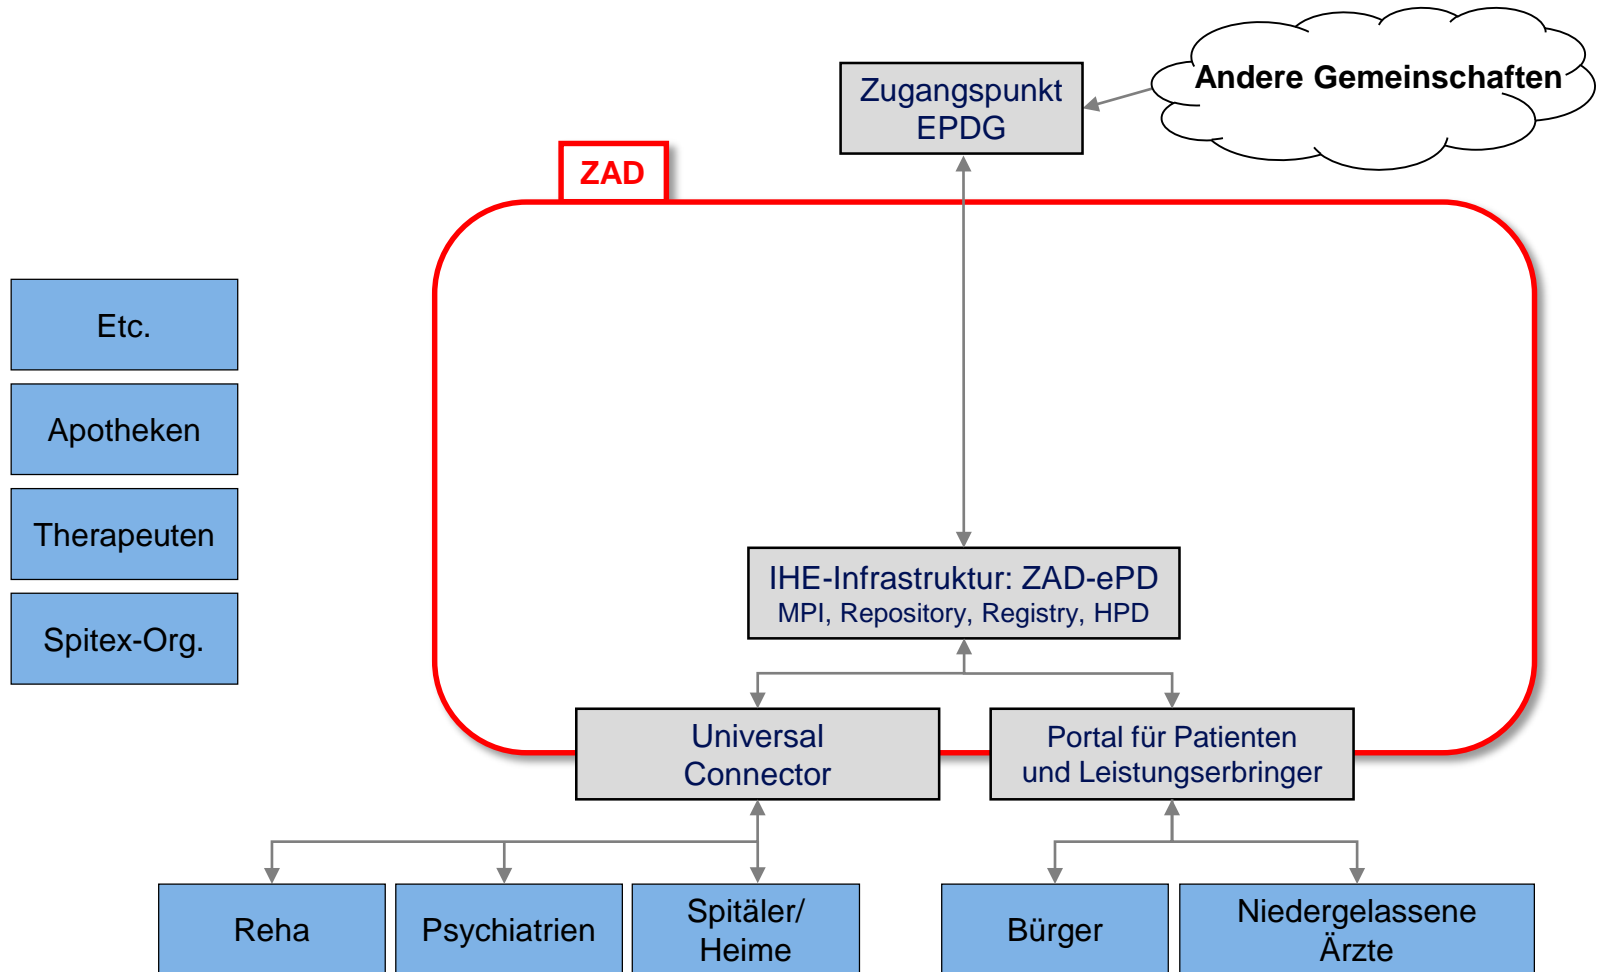 Andere Gemeinschaften
Zugangspunkt
EPDG
ZAD
Etc.
Apotheken
Therapeuten
Spitex-Org.
IHE-Infrastruktur: ZAD-ePD
MPI, Repository, Registry, HPD
Universal
Connector
Portal für Patienten
und Leistungserbringer
Reha
Psychiatrien
Spitäler/
Heime
Bürger
Niedergelassene
Ärzte